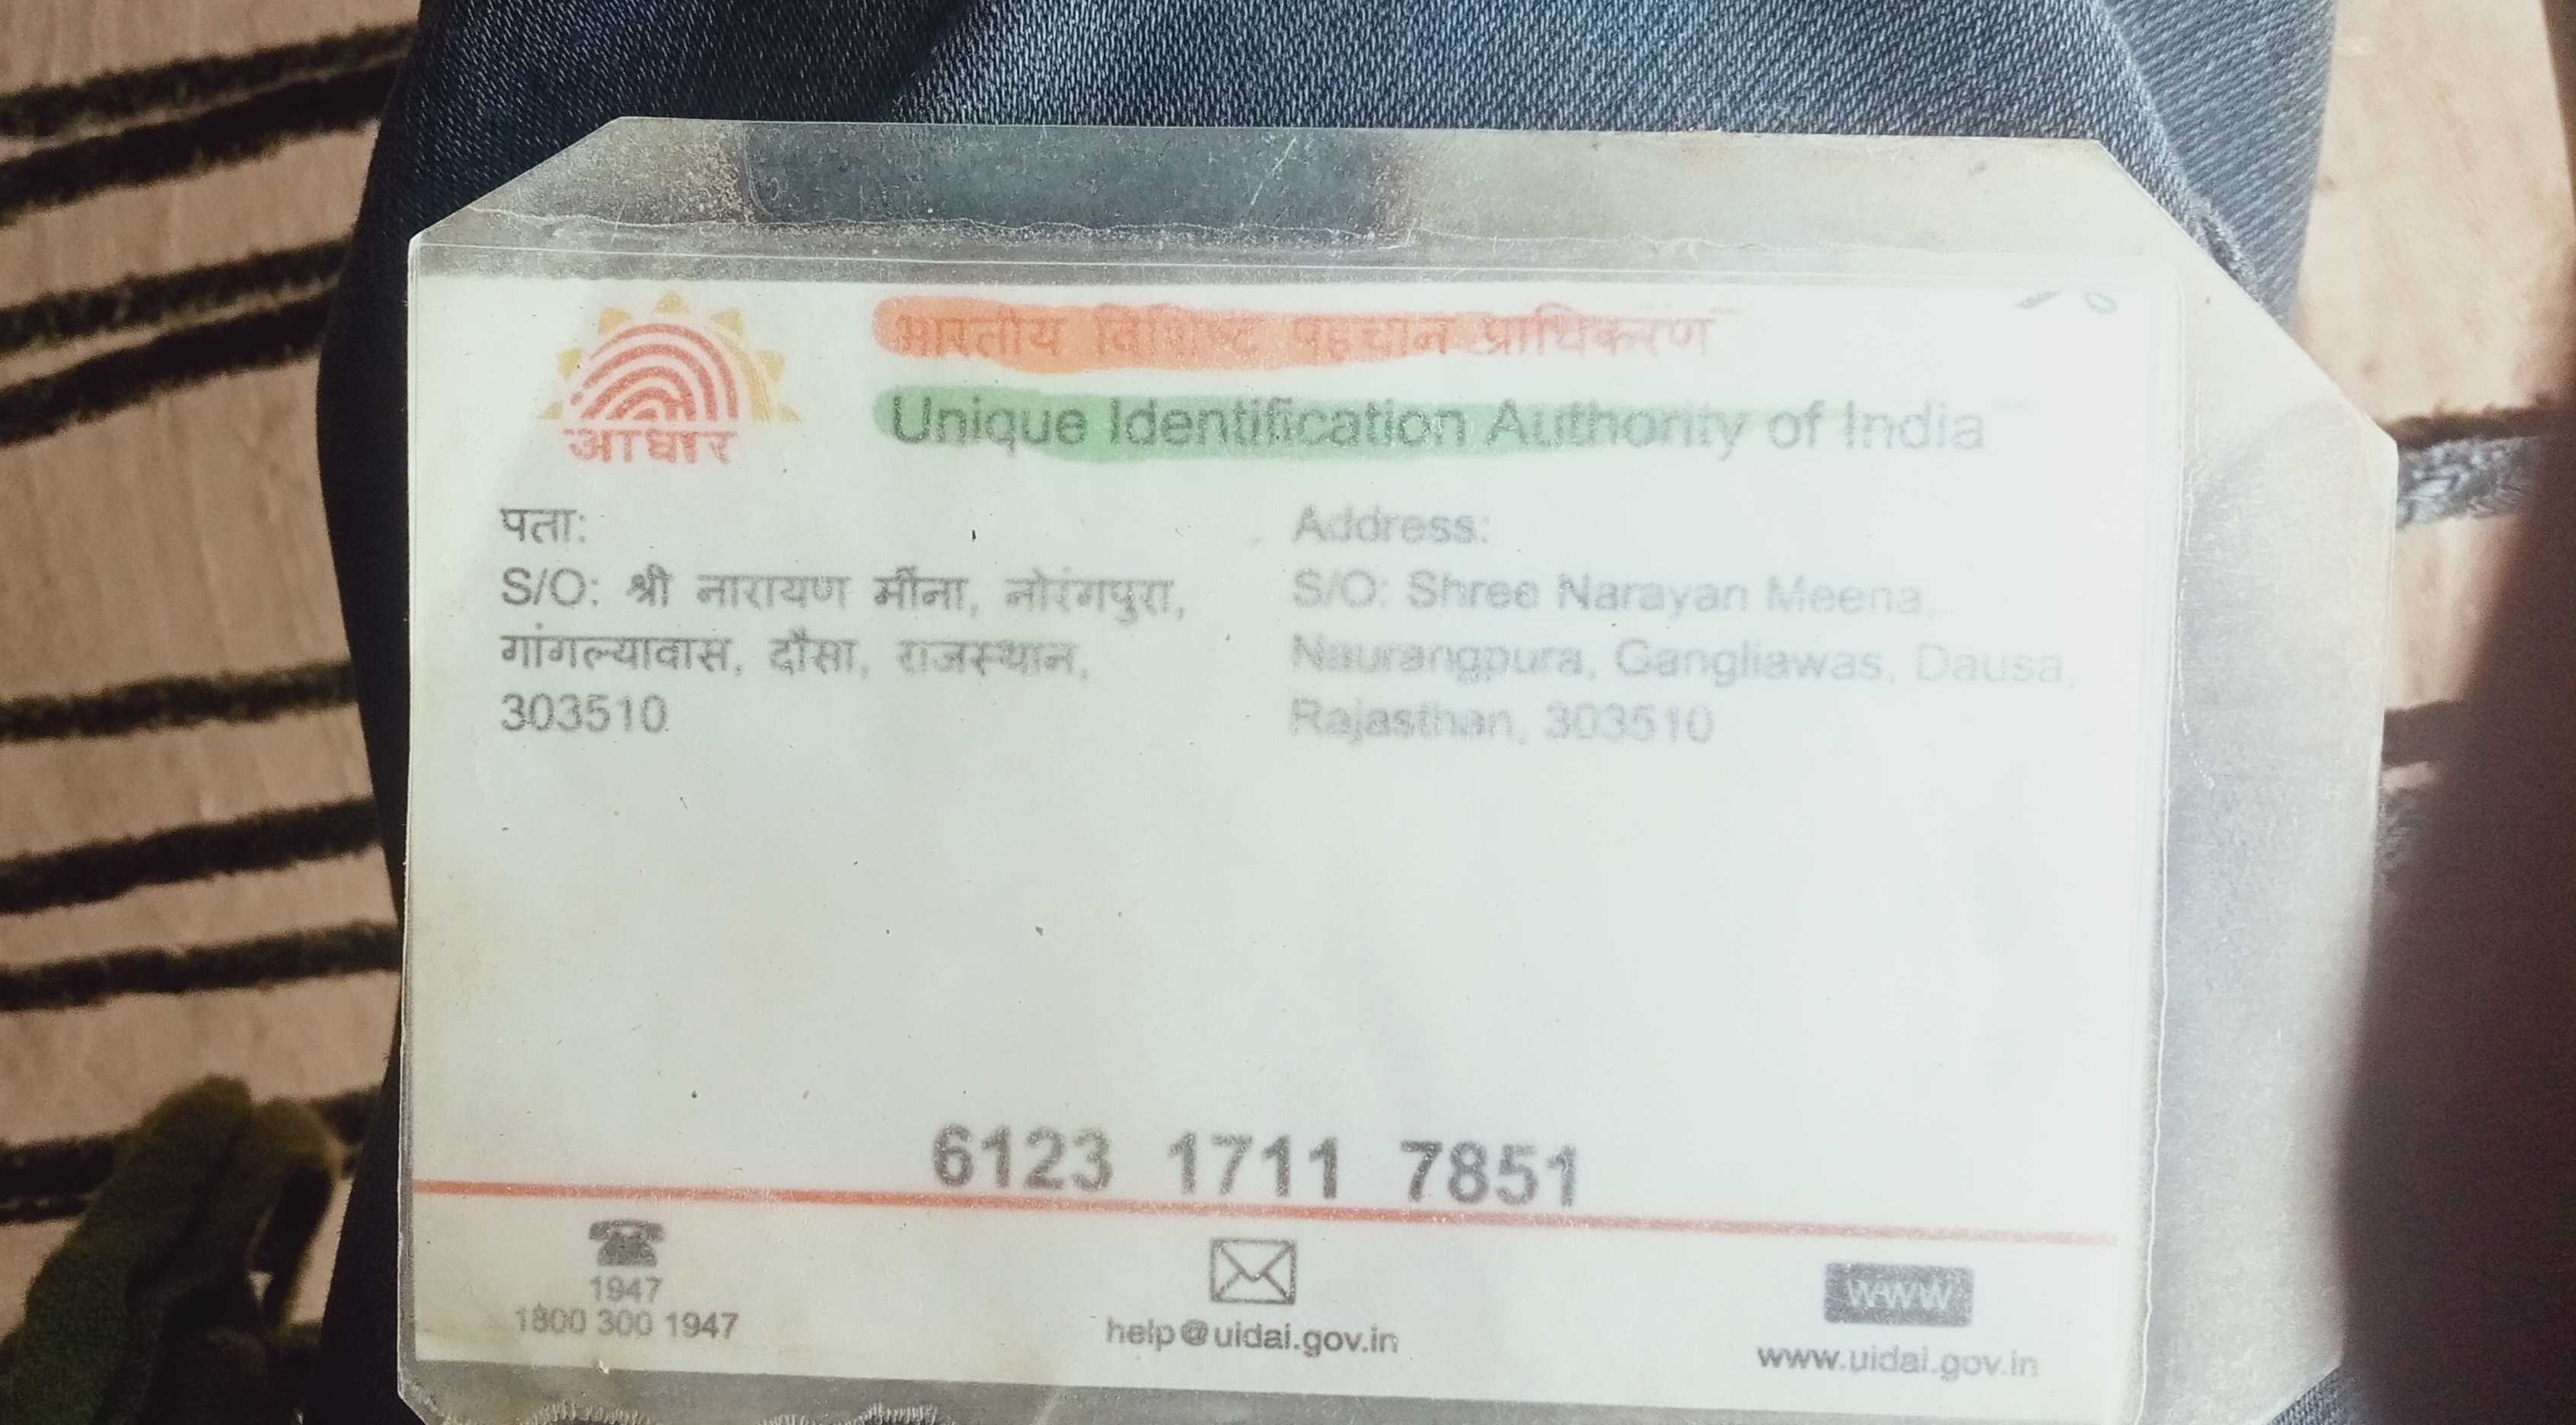 भारतीय विशिष्ट पहचान प्राधिकरण
Unique Identification Authority of India
आधार
पता:
S/O: श्री नारायण मीना, नोरंगपुरा,
गांगल्यावास, दौसा, राजस्थान,
303510
Address:
S/O: Shree Narayan Meena,
Naurangpura, Gangliawas, Dausa,
Rajasthan, 303510
6123 1711 7851
1947
1800 300 1947
help@uidai.gov.in
WWW
www.uidai.gov.in